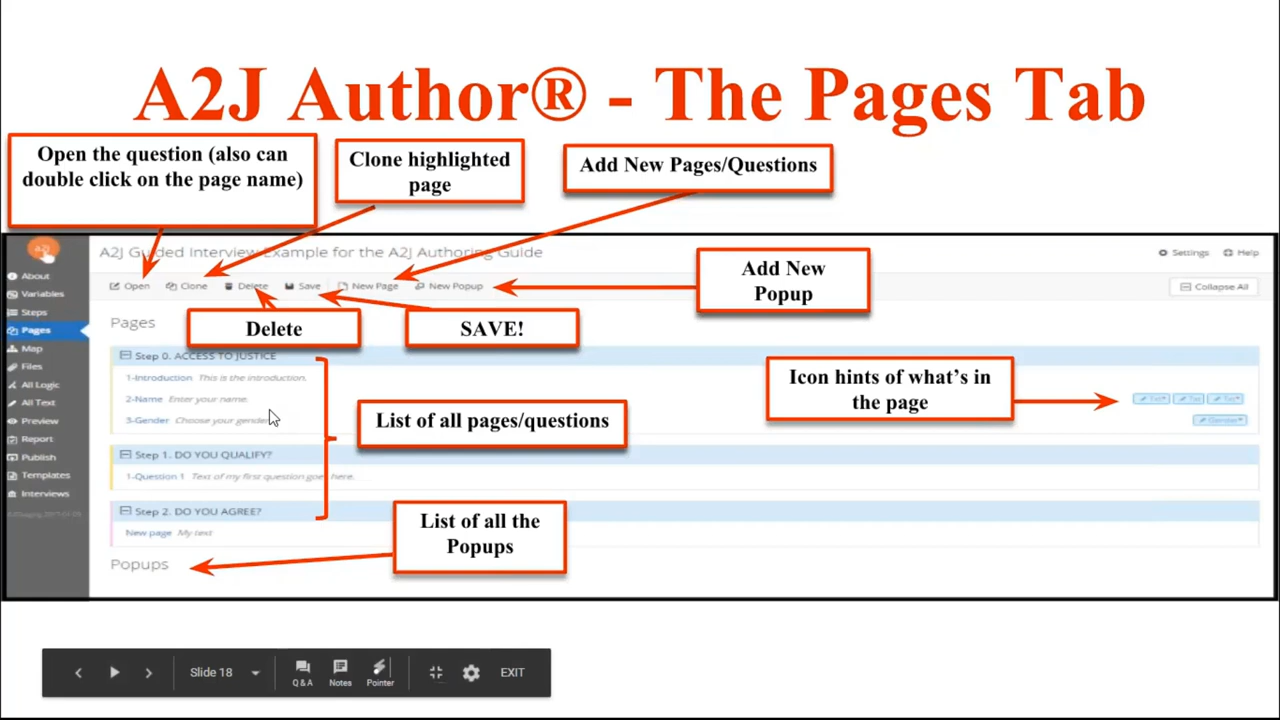 A2J Author® - The Pages Tab
Open the question (also can
double click on the page name)
Clone highlighted
page
Add New Pages/Questions
A2J Guided Interview Example for the A2J Authoring Guide
Settings
Help
About
Variables
Steps
Pages
Map
Files
All Logic
All Text
Preview
Report
Publish
Templates
Interviews
Open
Clone
Delete
Save
New Page
New Popup
Collapse All
Add New
Popup
Delete
SAVE!
Pages
Step 0. ACCESS TO JUSTICE
1-Introduction This is the introduction.
2-Name Enter your name.
3-Gender Choose your gender
Icon hints of what's in
the page
Text
Text
Text
Gender
List of all pages/questions
Step 1. DO YOU QUALIFY?
1-Question 1 Text of my first question goes here.
Step 2. DO YOU AGREE?
New page My text
List of all the
Popups
Popups
Slide 18
Q & A
Notes
Pointer
EXIT